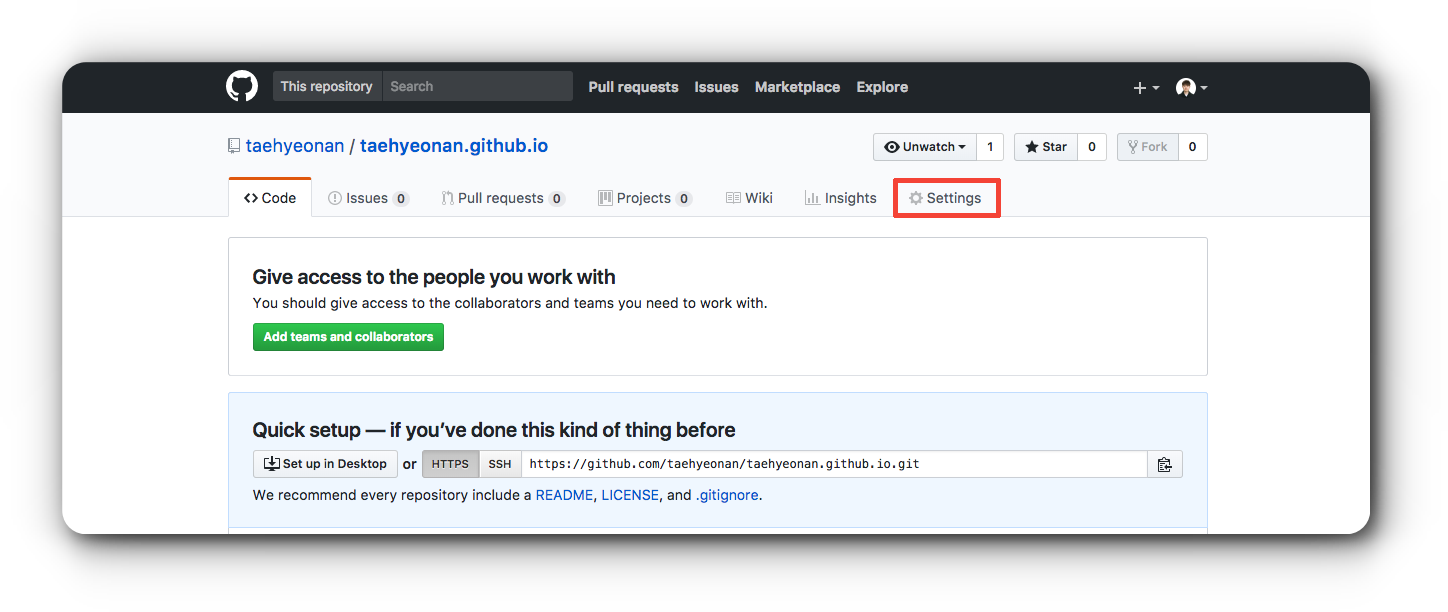 This repository Search Pull requests Issues Marketplace Explore
taehyeonan / taehyeonan.github.io Unwatch 1 Star 0 Fork 0
Code Issues 0 Pull requests 0 Projects 0 Wiki Insights Settings
Give access to the people you work with
You should give access to the collaborators and teams you need to work with.
Add teams and collaborators
Quick setup — if you’ve done this kind of thing before
Set up in Desktop or HTTPS SSH https://github.com/taehyeonan/taehyeonan.github.io.git
We recommend every repository include a README, LICENSE, and .gitignore.